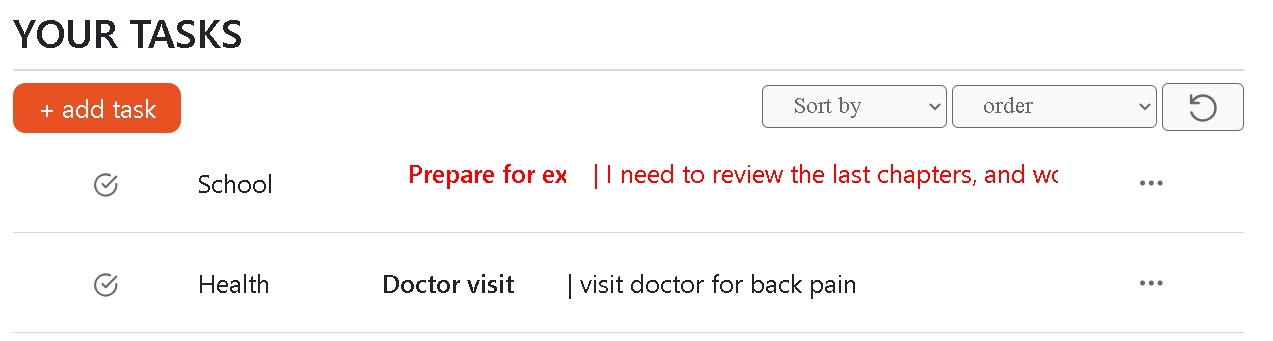 YOUR TASKS
+ add task Sort by order
School Prepare for ex | I need to review the last chapters, and
Health Doctor visit | visit doctor for back pain